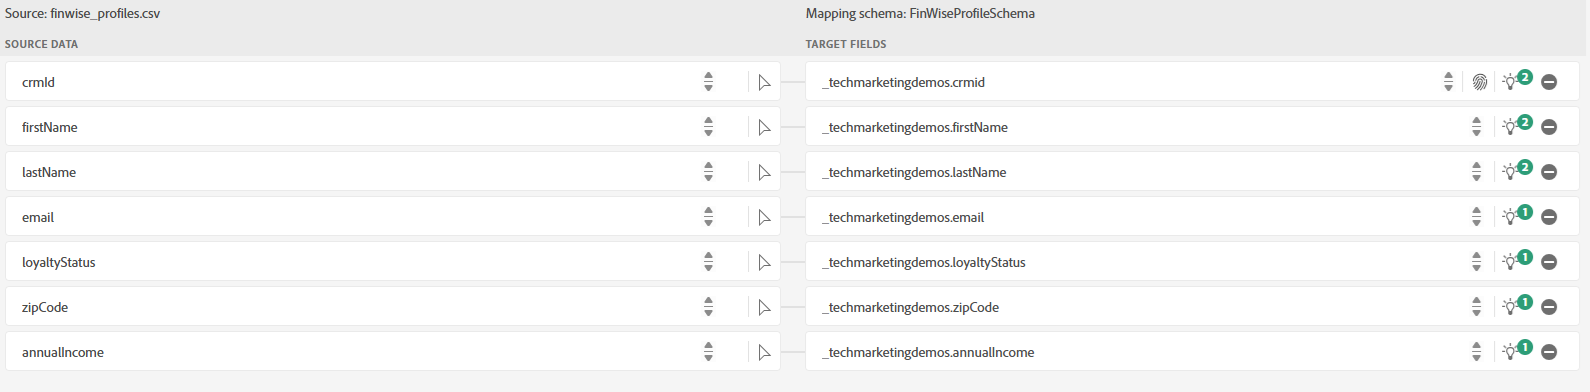 Source: finwise_profiles.csv Mapping schema: FinWiseProfileSchema
SOURCE DATA TARGET FIELDS
crmId _techmarketingdemos.crmid 2
firstName _techmarketingdemos.firstName 2
lastName _techmarketingdemos.lastName 2
email _techmarketingdemos.email 1
loyaltyStatus _techmarketingdemos.loyaltyStatus 1
zipCode _techmarketingdemos.zipCode 1
annualIncome _techmarketingdemos.annualIncome 1